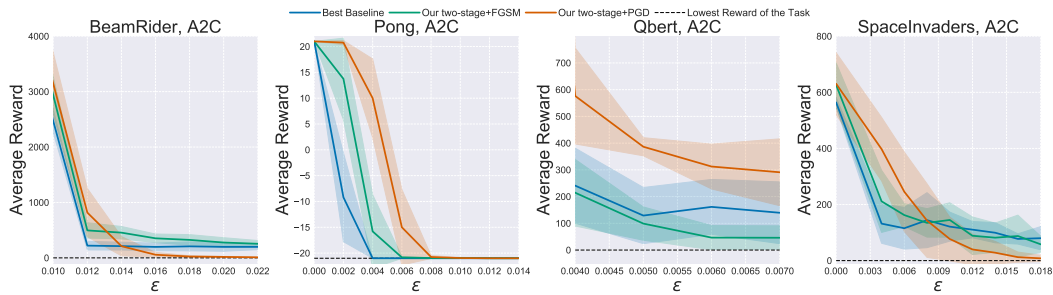 Best Baseline Our two-stage+FGSM Our two-stage+PGD Lowest Reward of the Task
BeamRider, A2C
Average Reward
4000
3000
2000
1000
0
0.010 0.012 0.014 0.016 0.018 0.020 0.022
ε
Pong, A2C
Average Reward
20
15
10
5
0
−5
−10
−15
−20
0.000 0.002 0.004 0.006 0.008 0.010 0.012 0.014
ε
Qbert, A2C
Average Reward
700
600
500
400
300
200
100
0
0.0040 0.0045 0.0050 0.0055 0.0060 0.0065 0.0070
ε
SpaceInvaders, A2C
Average Reward
800
600
400
200
0
0.000 0.003 0.006 0.009 0.012 0.015 0.018
ε